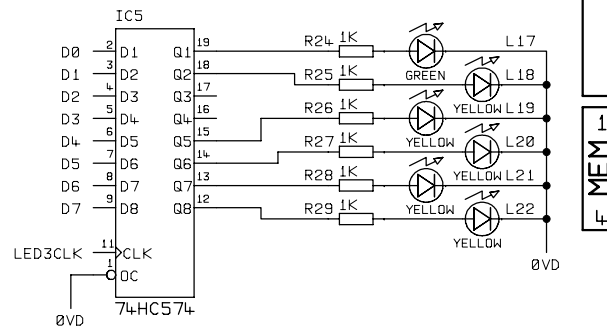 IC5
D0 2 D1 Q1 19 R24 1K GREEN L17
D1 3 D2 Q2 18 R25 1K YELLOW L18
D2 4 D3 Q3 17
D3 5 D4 Q4 16 R26 1K YELLOW L19
D4 6 D5 Q5 15
D5 7 D6 Q6 14 R27 1K YELLOW L20
D6 8 D7 Q7 13 R28 1K YELLOW L21
D7 9 D8 Q8 12 R29 1K YELLOW L22
LED3CLK 11 CLK
1 OC
0VD
74HC574
0VD
1
MEM
4